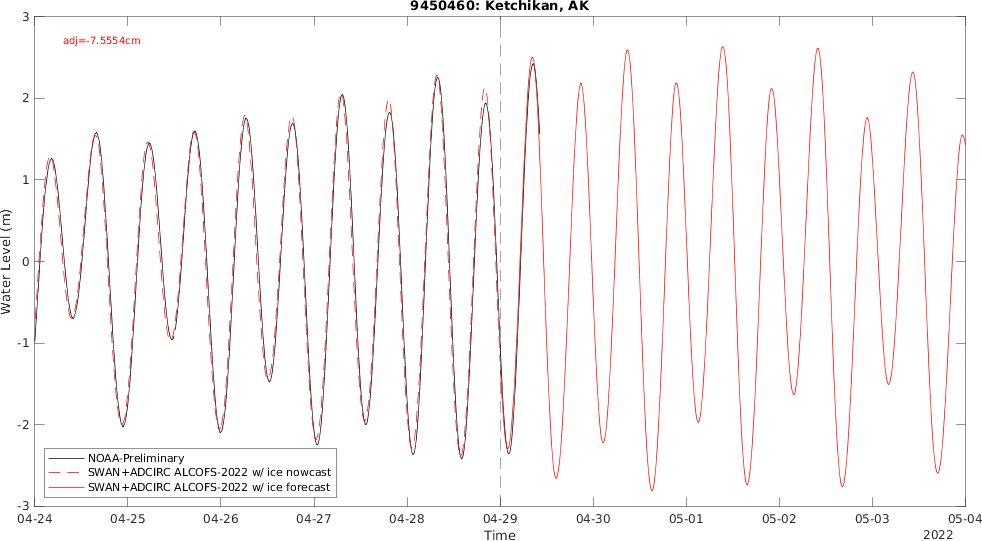 9450460: Ketchikan, AK
adj=-7.5554cm
3
2
1
0
-1
-2
-3
Water Level (m)
NOAA-Preliminary
SWAN+ADCIRC ALCOFS-2022 w/ ice nowcast
SWAN+ADCIRC ALCOFS-2022 w/ ice forecast
04-24 04-25 04-26 04-27 04-28 04-29 04-30 05-01 05-02 05-03 05-04
Time
2022